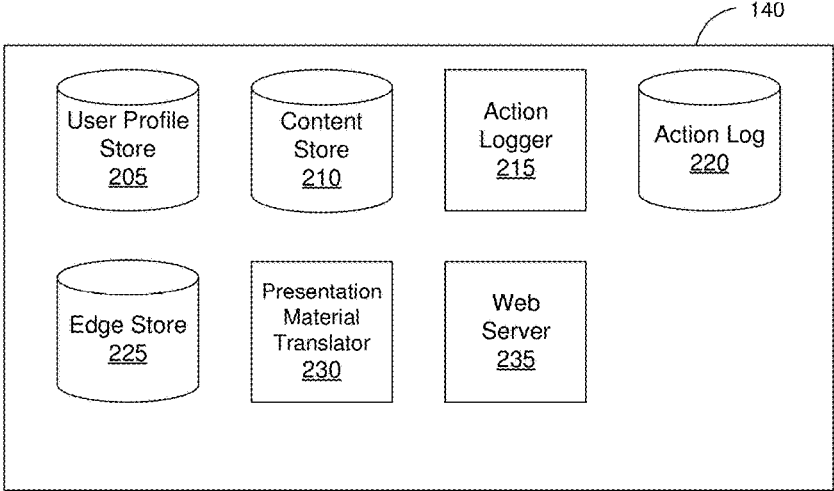 140
User Profile
Store
205
Content
Store
210
Action
Logger
215
Action Log
220
Edge Store
225
Presentation
Material
Translator
230
Web
Server
235